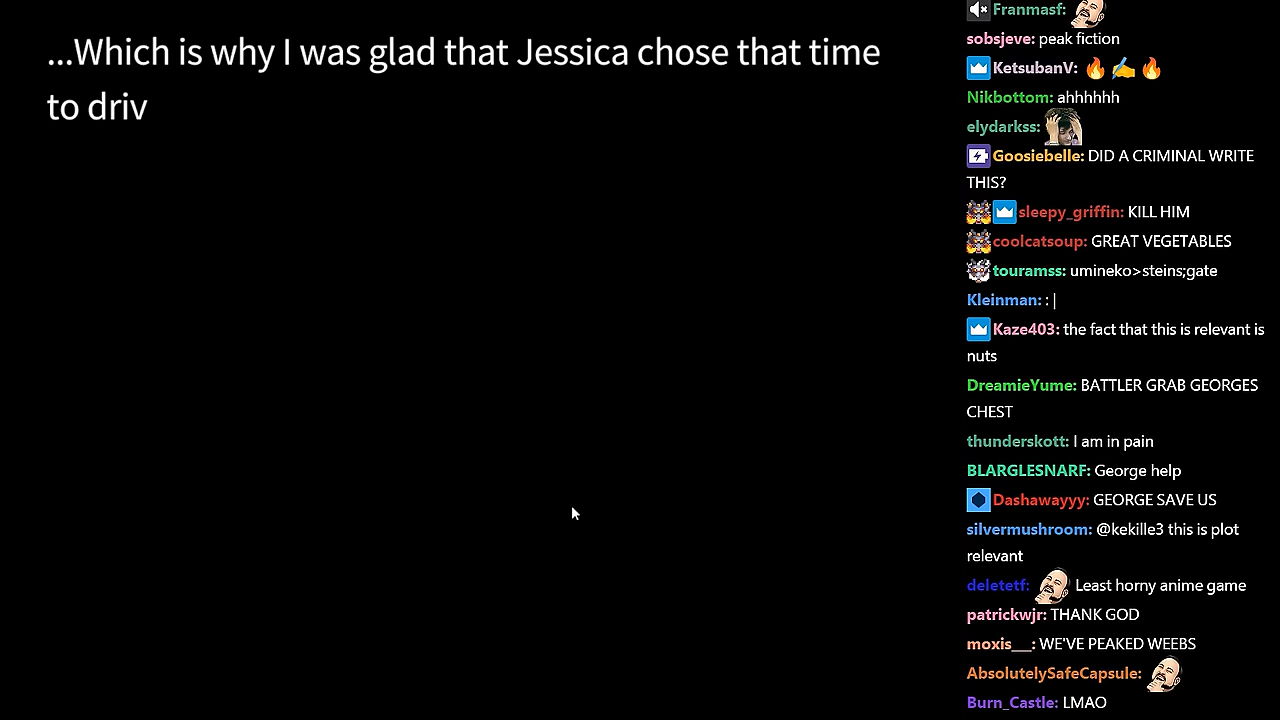 ...Which is why I was glad that Jessica chose that time
to driv
Franmasf:
sobsjeve: peak fiction
KetsubanV: 🔥✍️🔥
Nikbottom: ahhhhhh
elydarkss:
Goosiebelle: DID A CRIMINAL WRITE
THIS?
sleepy_griffin: KILL HIM
coolcatsoup: GREAT VEGETABLES
touramss: umineko>steins;gate
Kleinman: : |
Kaze403: the fact that this is relevant is
nuts
DreamieYume: BATTLER GRAB GEORGES
CHEST
thunderskott: I am in pain
BLARGLESNARF: George help
Dashawayyy: GEORGE SAVE US
silvermushroom: @kekille3 this is plot
relevant
deletetf: Least horny anime game
patrickwjr: THANK GOD
moxis___: WE'VE PEAKED WEEBS
AbsolutelySafeCapsule:
Burn_Castle: LMAO